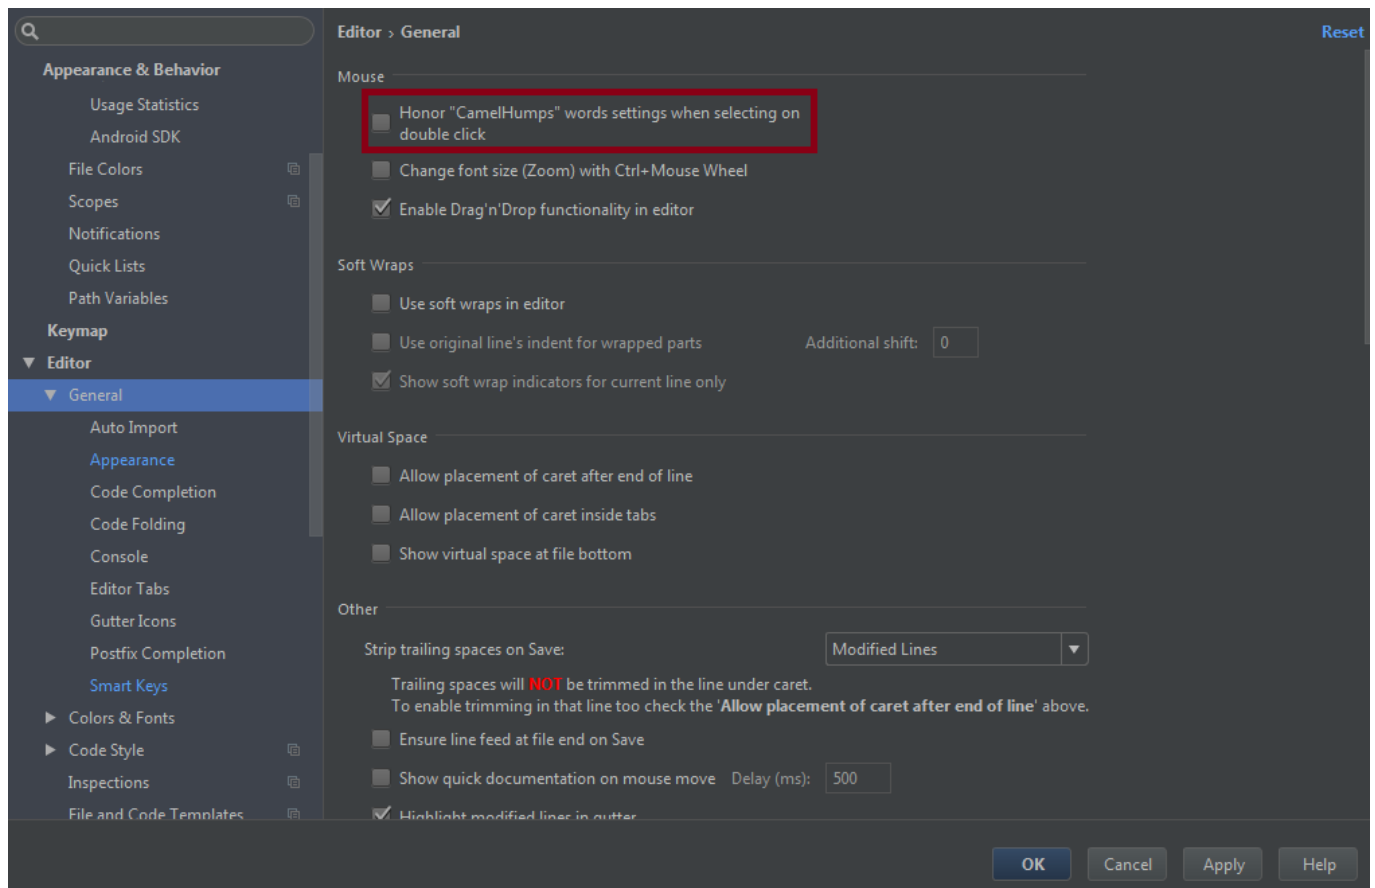 Appearance & Behavior
Usage Statistics
Android SDK
File Colors
Scopes
Notifications
Quick Lists
Path Variables
Keymap
Editor
General
Auto Import
Appearance
Code Completion
Code Folding
Console
Editor Tabs
Gutter Icons
Postfix Completion
Smart Keys
Colors & Fonts
Code Style
Inspections
File and Code Templates
Editor › General
Reset
Mouse
Honor "CamelHumps" words settings when selecting on
double click
Change font size (Zoom) with Ctrl+Mouse Wheel
Enable Drag'n'Drop functionality in editor
Soft Wraps
Use soft wraps in editor
Use original line's indent for wrapped parts Additional shift: 0
Show soft wrap indicators for current line only
Virtual Space
Allow placement of caret after end of line
Allow placement of caret inside tabs
Show virtual space at file bottom
Other
Strip trailing spaces on Save: Modified Lines
Trailing spaces will NOT be trimmed in the line under caret.
To enable trimming in that line too check the 'Allow placement of caret after end of line' above.
Ensure line feed at file end on Save
Show quick documentation on mouse move Delay (ms): 500
Highlight modified lines in gutter
OK Cancel Apply Help